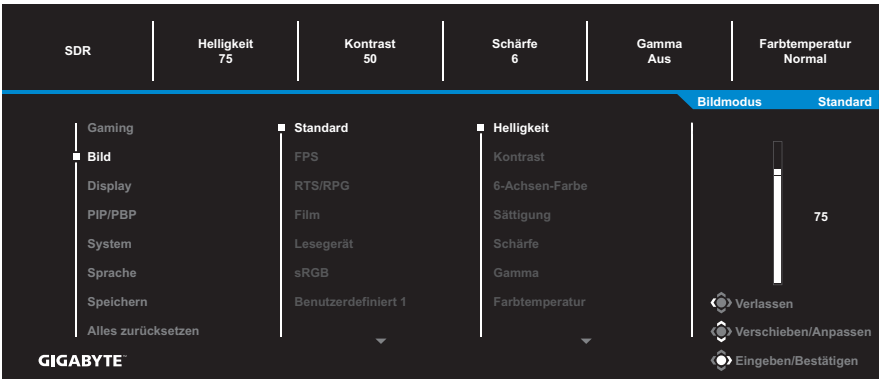 SDR
Helligkeit
75
Kontrast
50
Schärfe
6
Gamma
Aus
Farbtemperatur
Normal
Bildmodus Standard
Gaming
Bild
Display
PIP/PBP
System
Sprache
Speichern
Alles zurücksetzen
Standard
FPS
RTS/RPG
Film
Lesegerät
sRGB
Benutzerdefiniert 1
Helligkeit
Kontrast
6-Achsen-Farbe
Sättigung
Schärfe
Gamma
Farbtemperatur
75
Verlassen
Verschieben/Anpassen
Eingeben/Bestätigen
GIGABYTE™